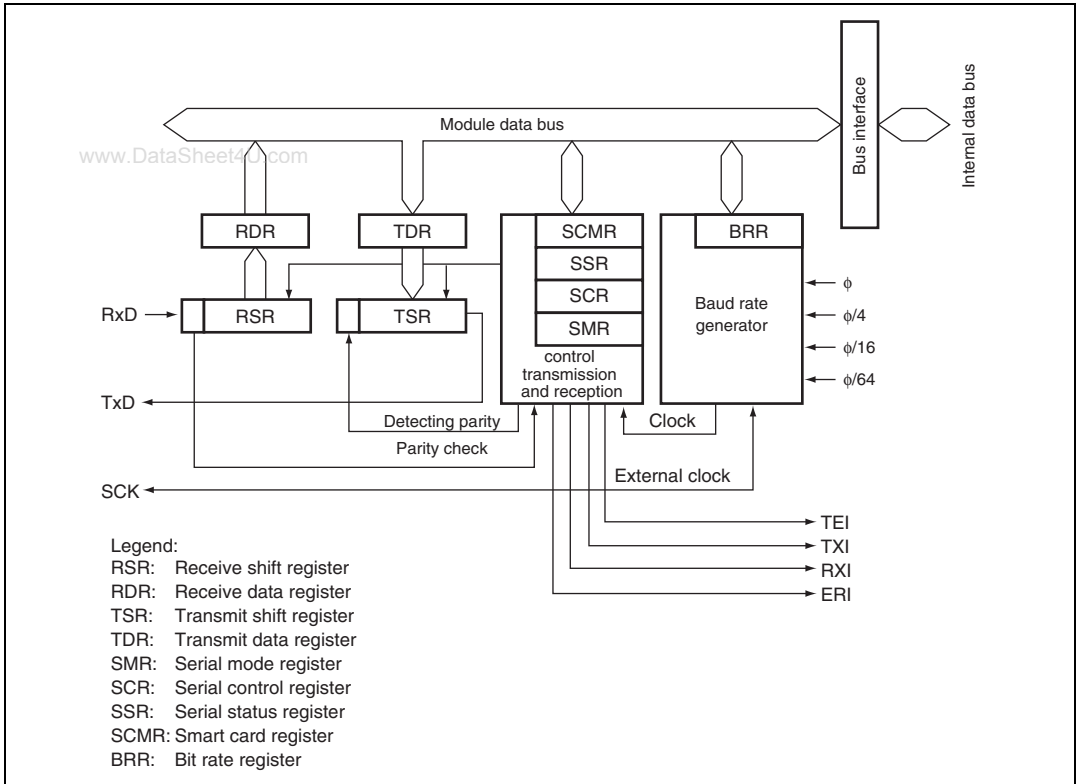 Module data bus
Bus interface
Internal data bus
www.DataSheet4U.com
RDR
TDR
SCMR
BRR
SSR
SCR
SMR
control
transmission
and reception
Baud rate
generator
ϕ
ϕ/4
ϕ/16
ϕ/64
RxD
RSR
TSR
TxD
Detecting parity
Clock
Parity check
External clock
SCK
TEI
TXI
RXI
ERI
Legend:
RSR: Receive shift register
RDR: Receive data register
TSR: Transmit shift register
TDR: Transmit data register
SMR: Serial mode register
SCR: Serial control register
SSR: Serial status register
SCMR: Smart card register
BRR: Bit rate register